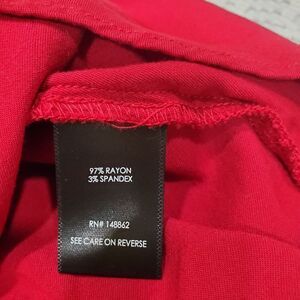 97% RAYON
3% SPANDEX
RN# 148862
SEE CARE ON REVERSE